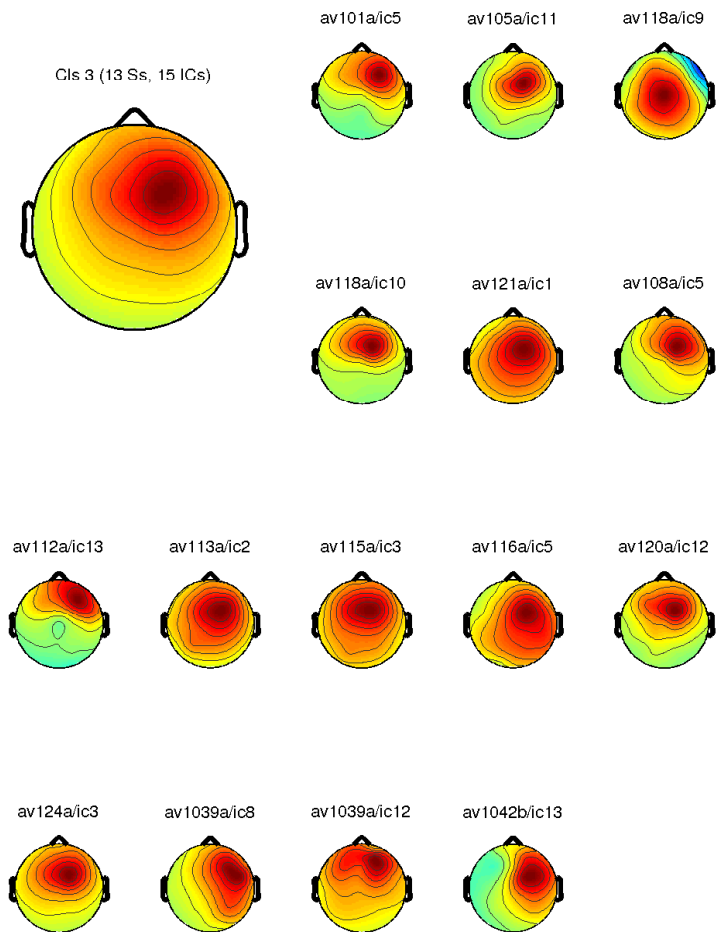 av101a/ic5
av105a/ic11
av118a/ic9
Cls 3 (13 Ss, 15 ICs)
av118a/ic10
av121a/ic1
av108a/ic5
av112a/ic13
av113a/ic2
av115a/ic3
av116a/ic5
av120a/ic12
av124a/ic3
av1039a/ic8
av1039a/ic12
av1042b/ic13